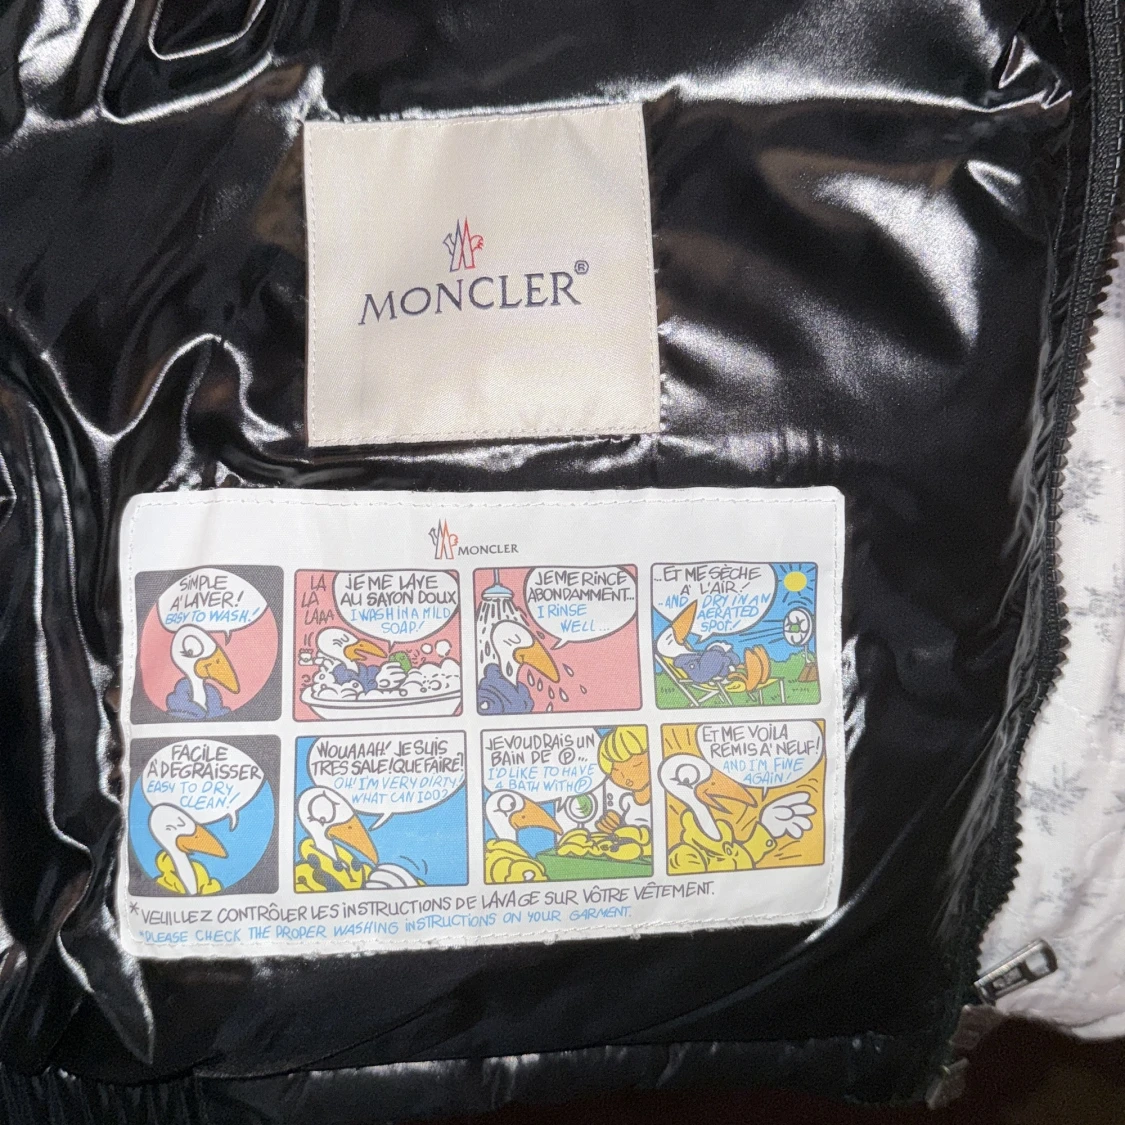 MONCLER®
MONCLER
SIMPLE
A' LAVER!
EASY TO WASH!
LA
LA
LAAA
JE ME LAVE
AU SAVON DOUX
I WASH IN A MILD
SOAP!
JE ME RINCE
ABONDAMMENT...
I RINSE
WELL...
...ET ME SÈCHE
A' L'AIR!
...AND DRY IN AN
AERATED
SPOT!
FACILE
A' DEGRAISSER
EASY TO DRY
CLEAN!
WOUAAAH! JE SUIS
TRES SALE! QUE FAIRE!
OH! I'M VERY DIRTY!
WHAT CAN I DO?
JE VOUDRAIS UN
BAIN DE Ⓟ...
I'D LIKE TO HAVE
A BATH WITH Ⓟ
ET ME VOILA
REMIS A' NEUF!
AND I'M FINE
AGAIN!
* VEUILLEZ CONTRÔLER LES INSTRUCTIONS DE LAVAGE SUR VÔTRE VÊTEMENT.
*PLEASE CHECK THE PROPER WASHING INSTRUCTIONS ON YOUR GARMENT.